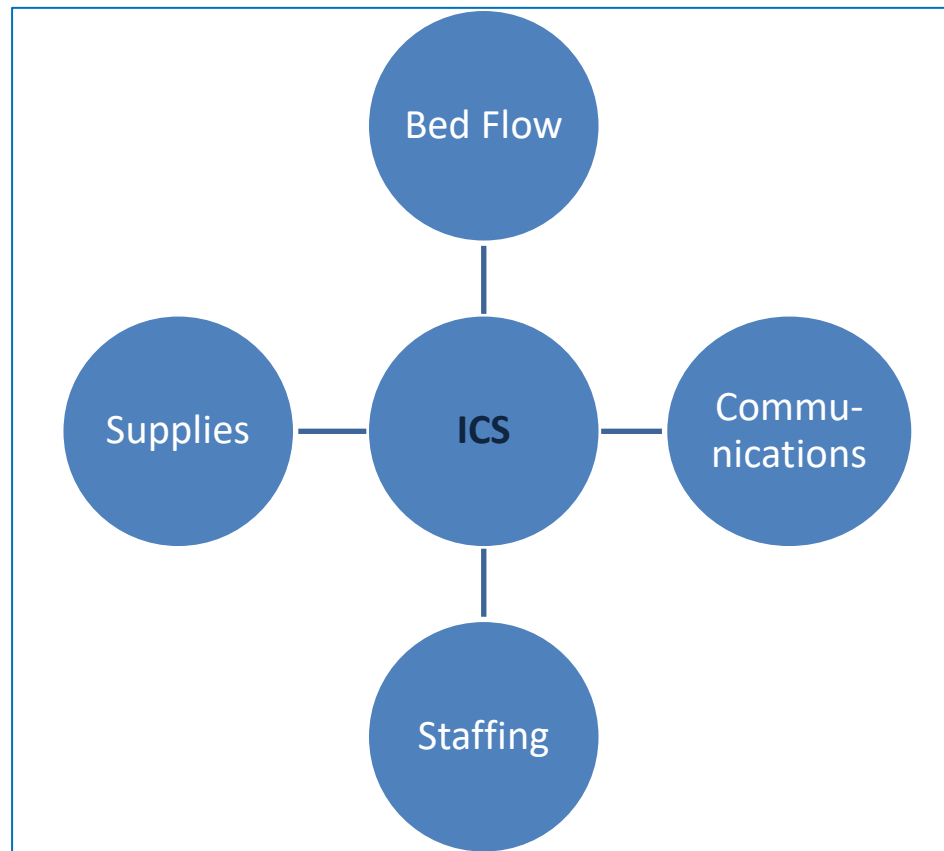 Bed Flow
Supplies
ICS
Commu-
nications
Staffing